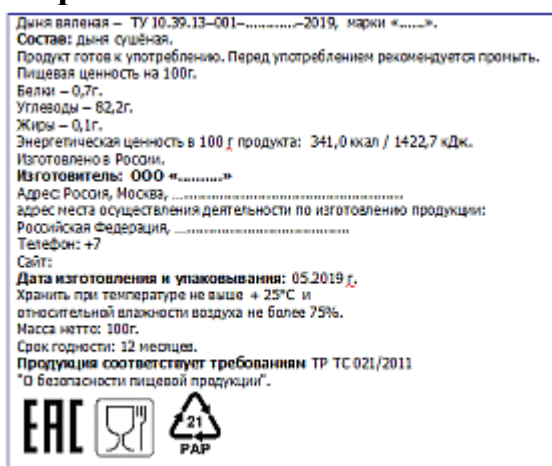 Дыня вяленая – ТУ 10.39.13–001–............–2019, марки «......».
Состав: дыня сушёная.
Продукт готов к употреблению. Перед употреблением рекомендуется промыть.
Пищевая ценность на 100г.
Белки – 0,7г.
Углеводы – 82,2г.
Жиры – 0,1г.
Энергетическая ценность в 100 г продукта: 341,0 ккал / 1422,7 кДж.
Изготовлено в России.
Изготовитель: ООО «..........»
Адрес: Россия, Москва, ......................................................
адрес места осуществления деятельности по изготовлению продукции:
Российская Федерация, ......................................
Телефон: +7
Сайт:
Дата изготовления и упаковывания: 05.2019 г.
Хранить при температуре не выше + 25°С и
относительной влажности воздуха не более 75%.
Масса нетто: 100г.
Срок годности: 12 месяцев.
Продукция соответствует требованиям ТР ТС 021/2011
"О безопасности пищевой продукции".
ЕАС
21
PAP